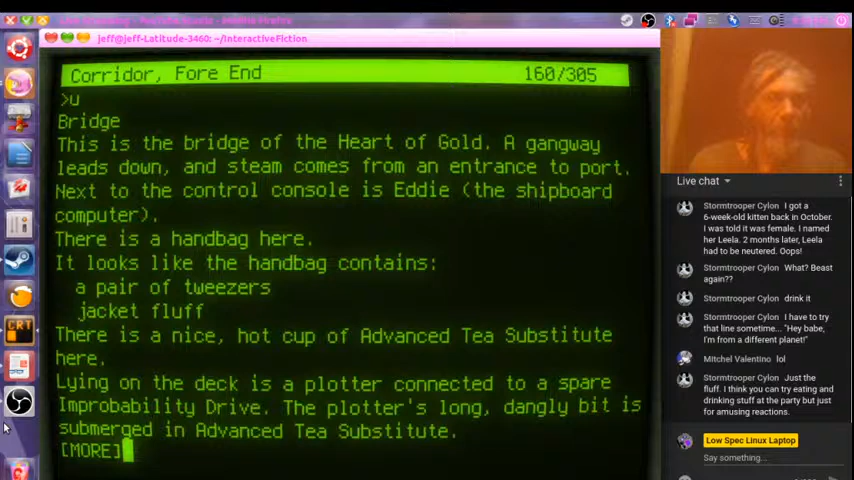 jeff@jeff-Latitude-3460: ~/InteractiveFiction
Corridor, Fore End 160/305
>u
Bridge
This is the bridge of the Heart of Gold. A gangway
leads down, and steam comes from an entrance to port.
Next to the control console is Eddie (the shipboard
computer).
There is a handbag here.
It looks like the handbag contains:
a pair of tweezers
jacket fluff
There is a nice, hot cup of Advanced Tea Substitute
here.
Lying on the deck is a plotter connected to a spare
Improbability Drive. The plotter's long, dangly bit is
submerged in Advanced Tea Substitute.
[MORE]
CRT
Live chat
Stormtrooper Cylon I got a
6-week-old kitten back in October.
I was told it was female. I named
her Leela. 2 months later, Leela
had to be neutered. Oops!
Stormtrooper Cylon What? Beast
again??
Stormtrooper Cylon drink it
Stormtrooper Cylon I have to try
that line sometime... "Hey babe,
I'm from a different planet!"
Mitchel Valentino lol
Stormtrooper Cylon Just the
fluff. I think you can try eating and
drinking stuff at the party but just
for amusing reactions.
Low Spec Linux Laptop
Say something...